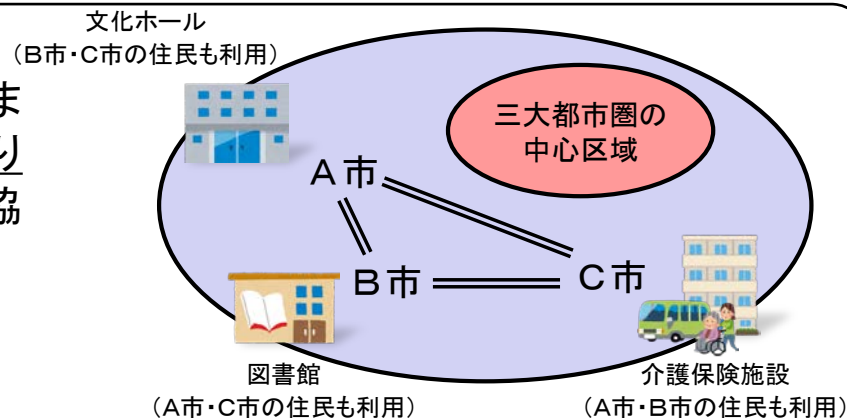 文化ホール
（Ｂ市・Ｃ市の住民も利用）
ま
り
協
三大都市圏の
中心区域
Ａ市
Ｂ市
Ｃ市
図書館
（Ａ市・Ｃ市の住民も利用）
介護保険施設
（Ａ市・Ｂ市の住民も利用）